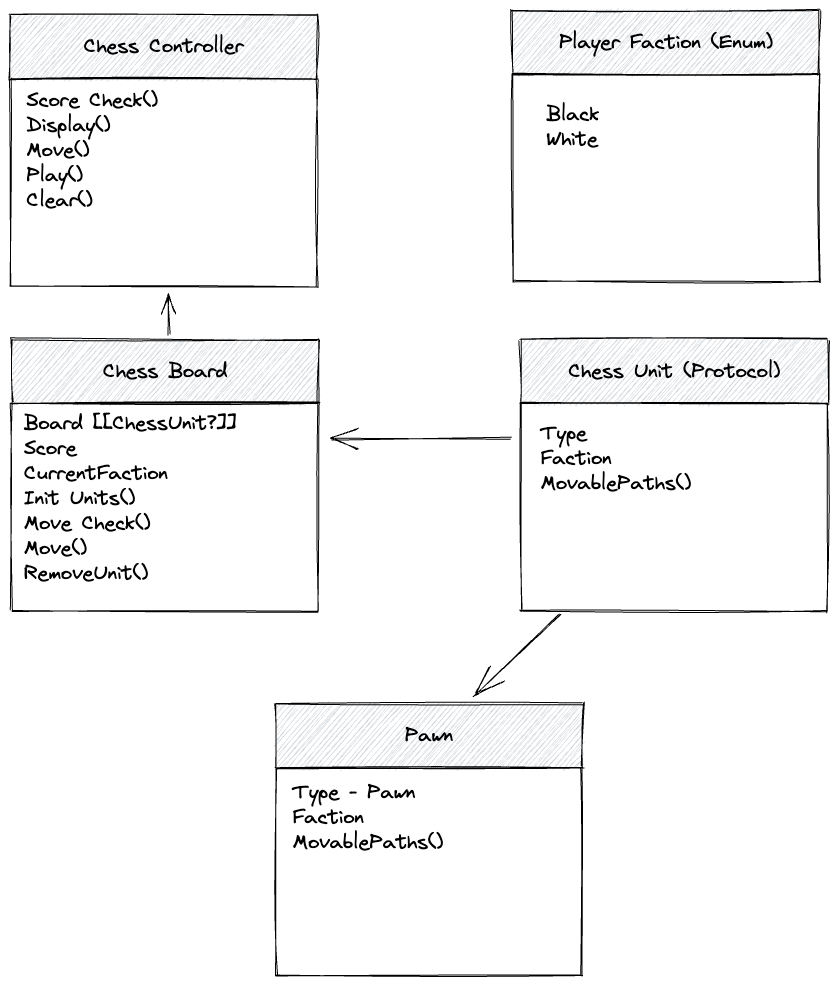 Chess Controller
Score Check()
Display()
Move()
Play()
Clear()
Player Faction (Enum)
Black
White
Chess Board
Board [[ChessUnit?]]
Score
CurrentFaction
Init Units()
Move Check()
Move()
RemoveUnit()
Chess Unit (Protocol)
Type
Faction
MovablePaths()
Pawn
Type - Pawn
Faction
MovablePaths()